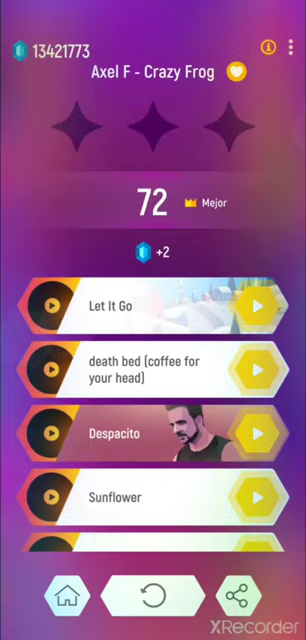 13421773
Axel F - Crazy Frog
72
Mejor
+2
Let It Go
death bed (coffee for
your head)
Despacito
Sunflower
XRecorder